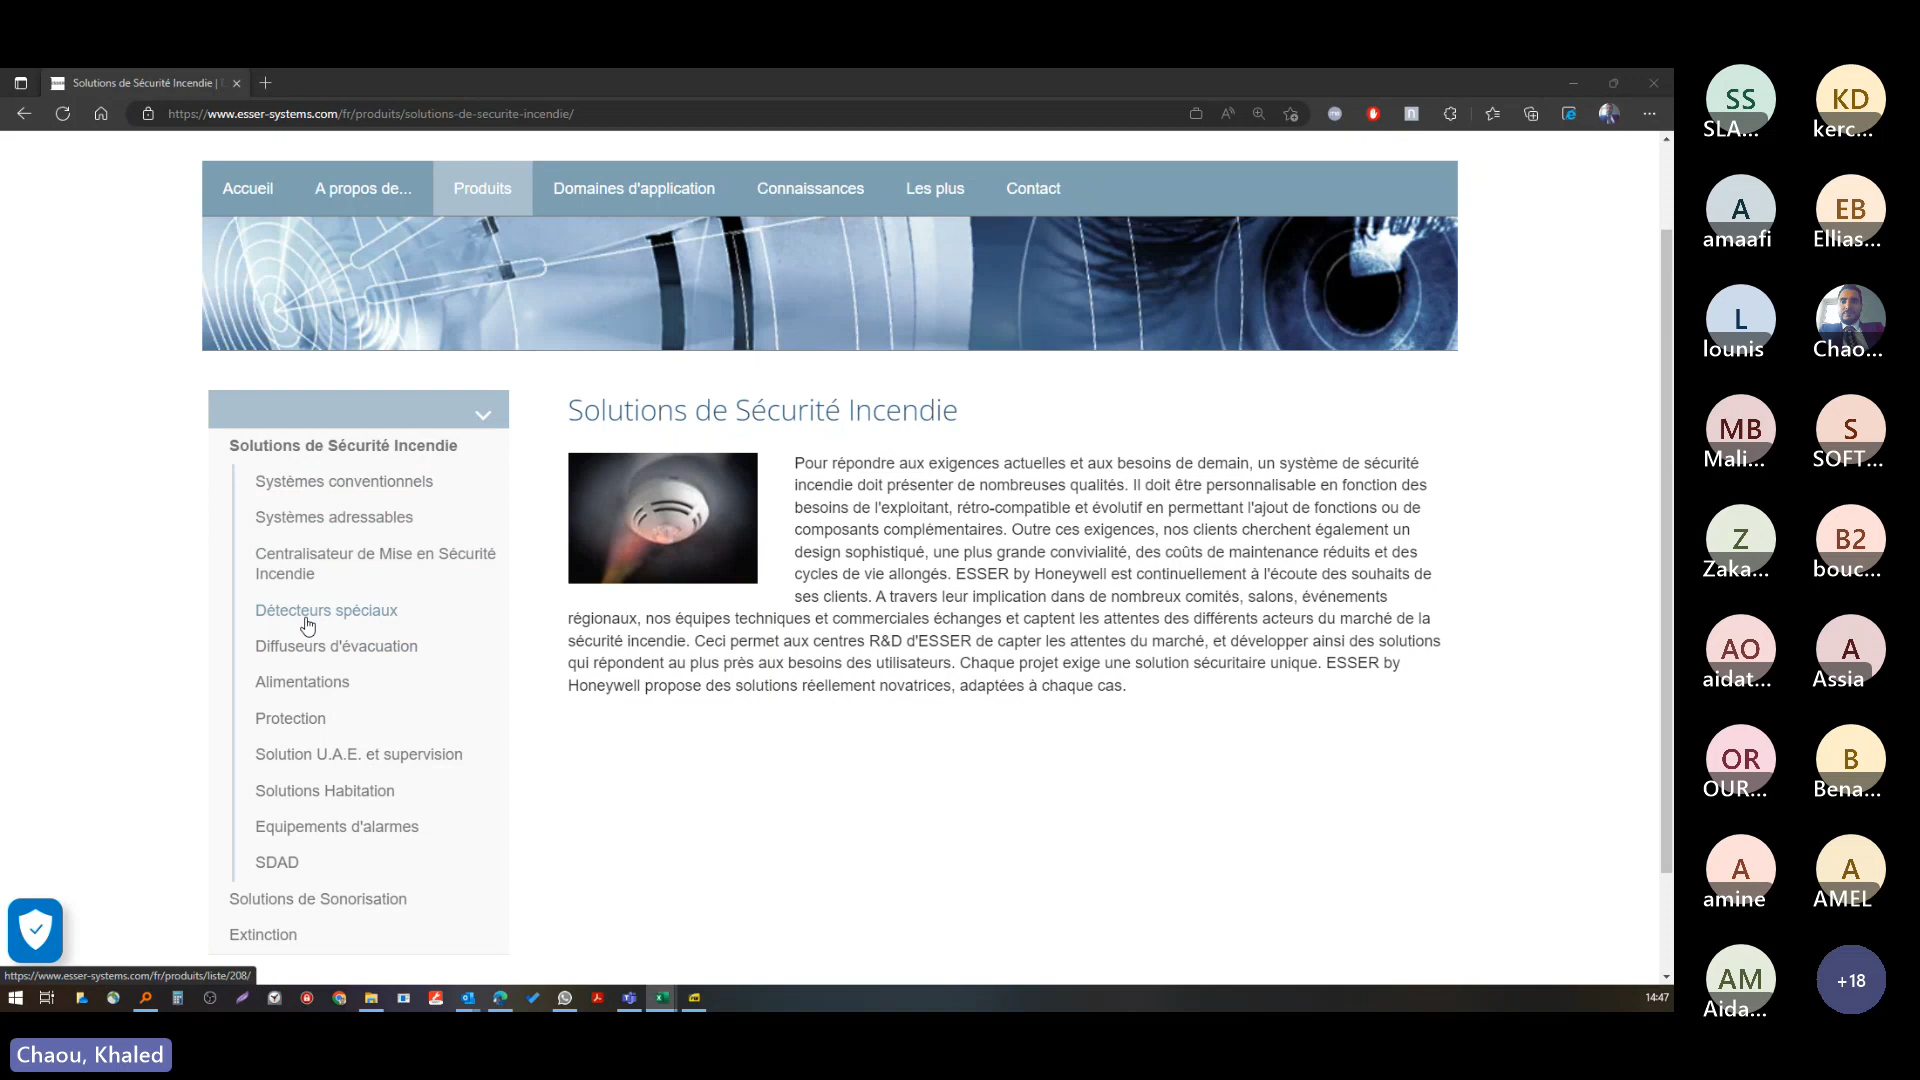 Solutions de Sécurité Incendie |
https://www.esser-systems.com/fr/produits/solutions-de-securite-incendie/
Accueil
A propos de...
Produits
Domaines d'application
Connaissances
Les plus
Contact
Solutions de Sécurité Incendie
Systèmes conventionnels
Systèmes adressables
Centralisateur de Mise en Sécurité
Incendie
Détecteurs spéciaux
Diffuseurs d'évacuation
Alimentations
Protection
Solution U.A.E. et supervision
Solutions Habitation
Equipements d'alarmes
SDAD
Solutions de Sonorisation
Extinction
Solutions de Sécurité Incendie
Pour répondre aux exigences actuelles et aux besoins de demain, un système de sécurité
incendie doit présenter de nombreuses qualités. Il doit être personnalisable en fonction des
besoins de l'exploitant, rétro-compatible et évolutif en permettant l'ajout de fonctions ou de
composants complémentaires. Outre ces exigences, nos clients cherchent également un
design sophistiqué, une plus grande convivialité, des coûts de maintenance réduits et des
cycles de vie allongés. ESSER by Honeywell est continuellement à l'écoute des souhaits de
ses clients. A travers leur implication dans de nombreux comités, salons, événements
régionaux, nos équipes techniques et commerciales échanges et captent les attentes des différents acteurs du marché de la
sécurité incendie. Ceci permet aux centres R&D d'ESSER de capter les attentes du marché, et développer ainsi des solutions
qui répondent au plus près aux besoins des utilisateurs. Chaque projet exige une solution sécuritaire unique. ESSER by
Honeywell propose des solutions réellement novatrices, adaptées à chaque cas.
https://www.esser-systems.com/fr/produits/liste/208/
14:47
Chaou, Khaled
SS
SLA...
KD
kerc...
A
amaafi
EB
Ellias...
L
lounis
Chao...
MB
Mali...
S
SOFT...
Z
Zaka...
B2
bouc...
AO
aidat...
A
Assia
OR
OUR...
B
Bena...
A
amine
A
AMEL
AM
Aida...
+18